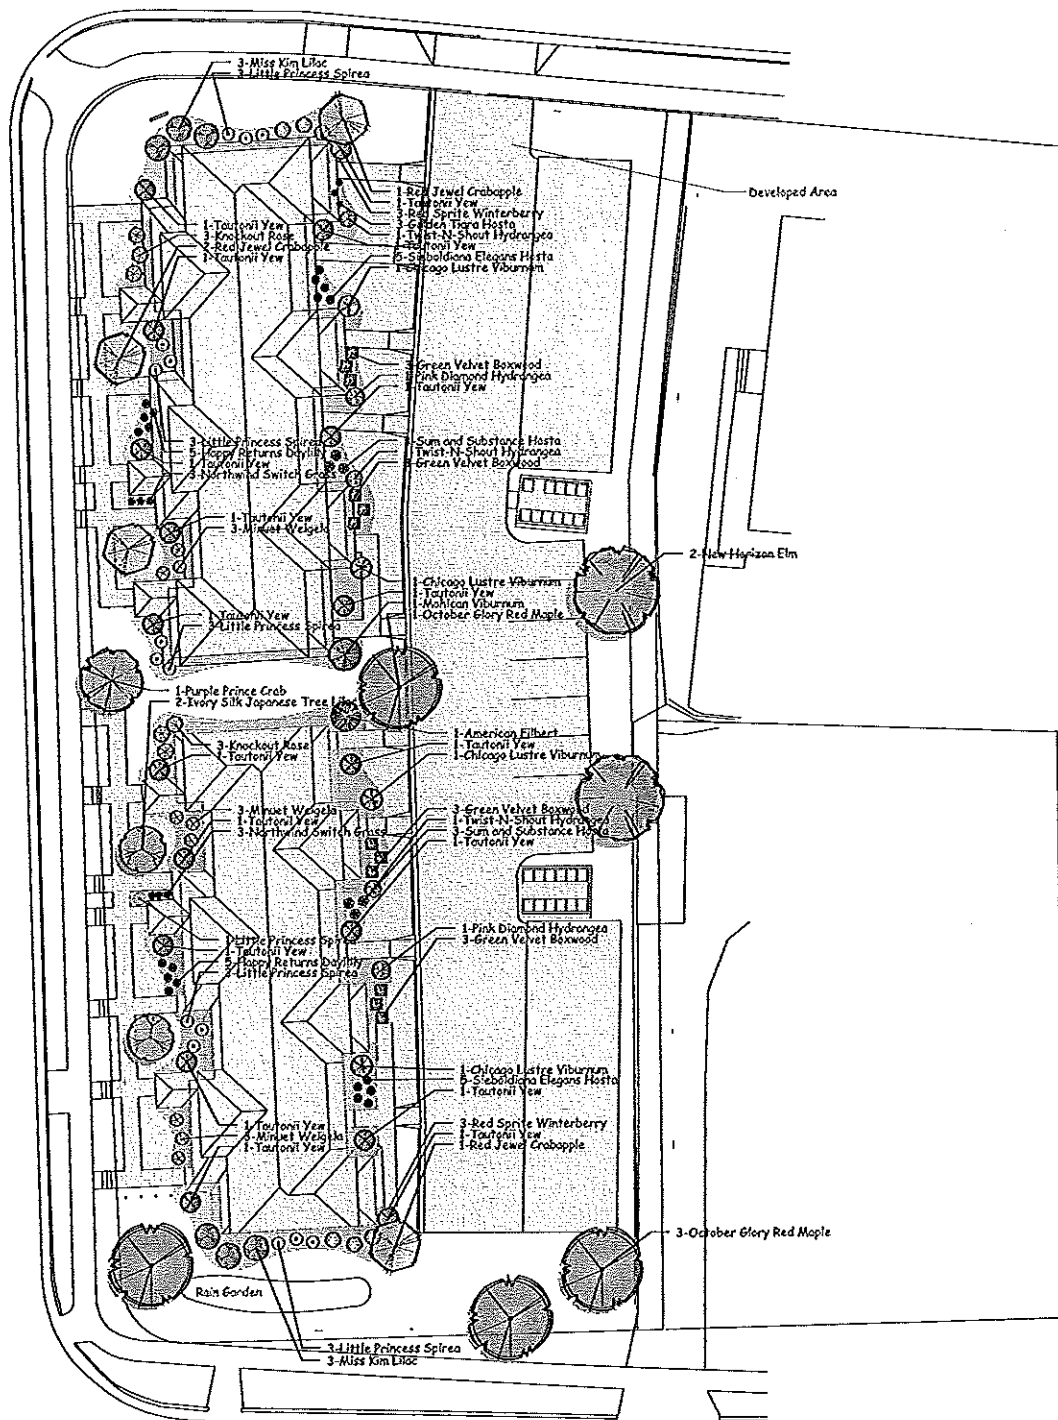 3-Miss Kim Lilac
3-Little Princess Spirea
1-Red Jewel Crabapple
1-Tautonii Yew
3-Red Sprite Winterberry
3-Golden Tiara Hosta
1-Twist-N-Shout Hydrangea
1-Tautonii Yew
5-Sieboldiana Elegans Hosta
1-Chicago Lustre Viburnum
Developed Area
1-Tautonii Yew
3-Knockout Rose
2-Red Jewel Crabapple
1-Tautonii Yew
3-Green Velvet Boxwood
1-Pink Diamond Hydrangea
1-Tautonii Yew
3-Little Princess Spirea
5-Happy Returns Daylily
1-Tautonii Yew
3-Northwind Switch Grass
Sum and Substance Hosta
Twist-N-Shout Hydrangea
Green Velvet Boxwood
1-Tautonii Yew
3-Minuet Weigela
2-New Horizon Elm
1-Chicago Lustre Viburnum
1-Tautonii Yew
1-Mohican Viburnum
1-October Glory Red Maple
1-Tautonii Yew
3-Little Princess Spirea
1-Purple Prince Crab
2-Ivory Silk Japanese Tree Lilac
3-Knockout Rose
1-Tautonii Yew
1-American Filbert
1-Tautonii Yew
1-Chicago Lustre Viburnum
3-Minuet Weigela
1-Tautonii Yew
3-Northwind Switch Grass
3-Green Velvet Boxwood
1-Twist-N-Shout Hydrangea
3-Sum and Substance Hosta
1-Tautonii Yew
1-Little Princess Spirea
1-Tautonii Yew
5-Happy Returns Daylily
3-Little Princess Spirea
1-Pink Diamond Hydrangea
3-Green Velvet Boxwood
1-Chicago Lustre Viburnum
5-Sieboldiana Elegans Hosta
1-Tautonii Yew
1-Tautonii Yew
3-Minuet Weigela
1-Tautonii Yew
3-Red Sprite Winterberry
1-Tautonii Yew
1-Red Jewel Crabapple
3-October Glory Red Maple
Rain Garden
3-Little Princess Spirea
3-Miss Kim Lilac